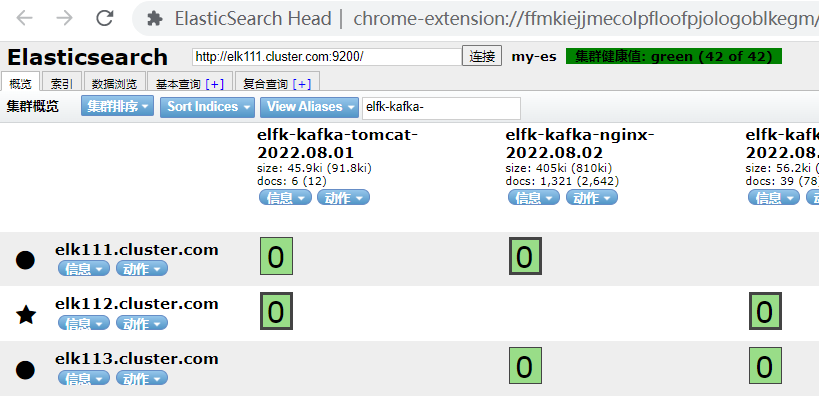 ElasticSearch Head | chrome-extension://ffmkiejjmecolpfloofpjologoblkegm/
Elasticsearch http://elk111.cluster.com:9200/ 连接 my-es 集群健康值: green (42 of 42)
概览 索引 数据浏览 基本查询 [+] 复合查询 [+]
集群概览 集群排序 Sort Indices View Aliases elfk-kafka-
elfk-kafka-tomcat- elfk-kafka-nginx- elfk-kaf
2022.08.01 2022.08.02 2022.08.
size: 45.9ki (91.8ki) size: 405ki (810ki) size: 56.2ki (
docs: 6 (12) docs: 1,321 (2,642) docs: 39 (78)
信息 动作 信息 动作 信息
elk111.cluster.com 0 0
信息 动作
elk112.cluster.com 0 0
信息 动作
elk113.cluster.com 0 0
信息 动作